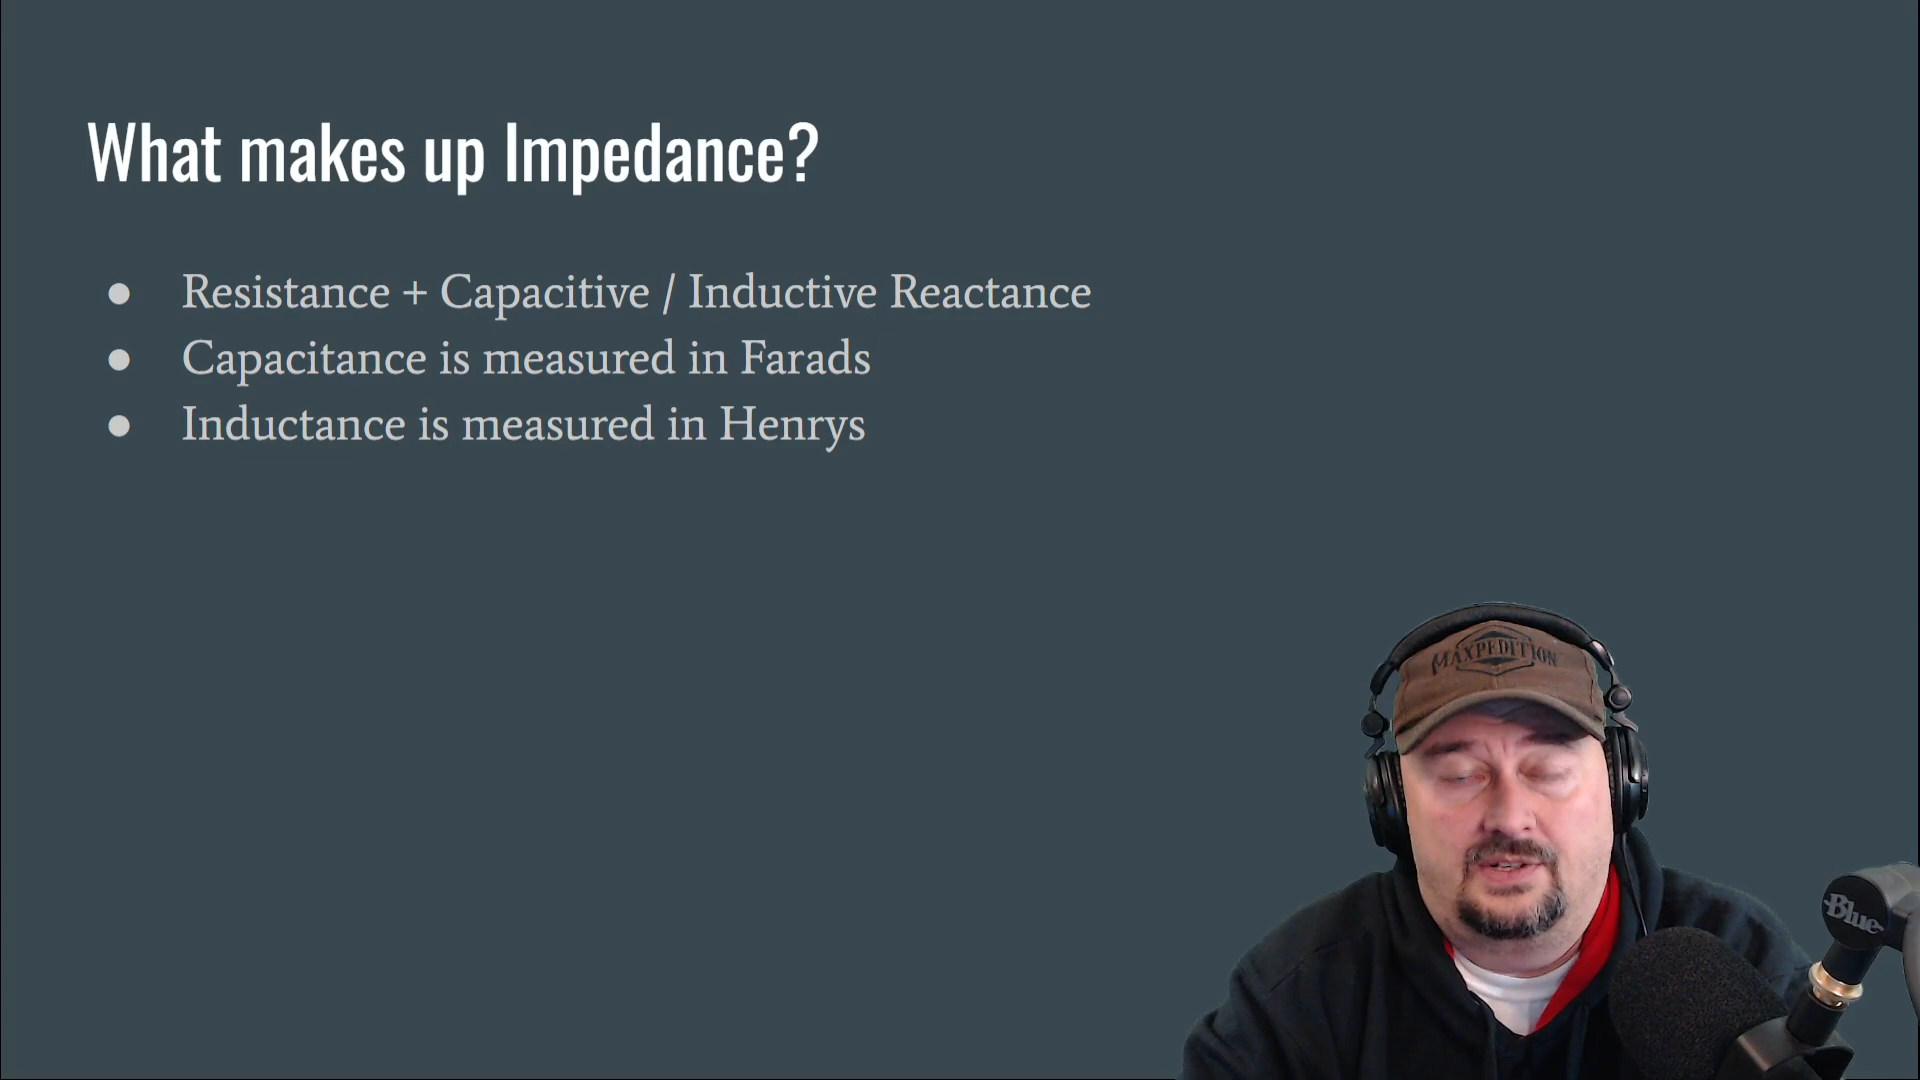 What makes up Impedance?
● Resistance + Capacitive / Inductive Reactance
● Capacitance is measured in Farads
● Inductance is measured in Henrys
MAXPEDITION
Blue